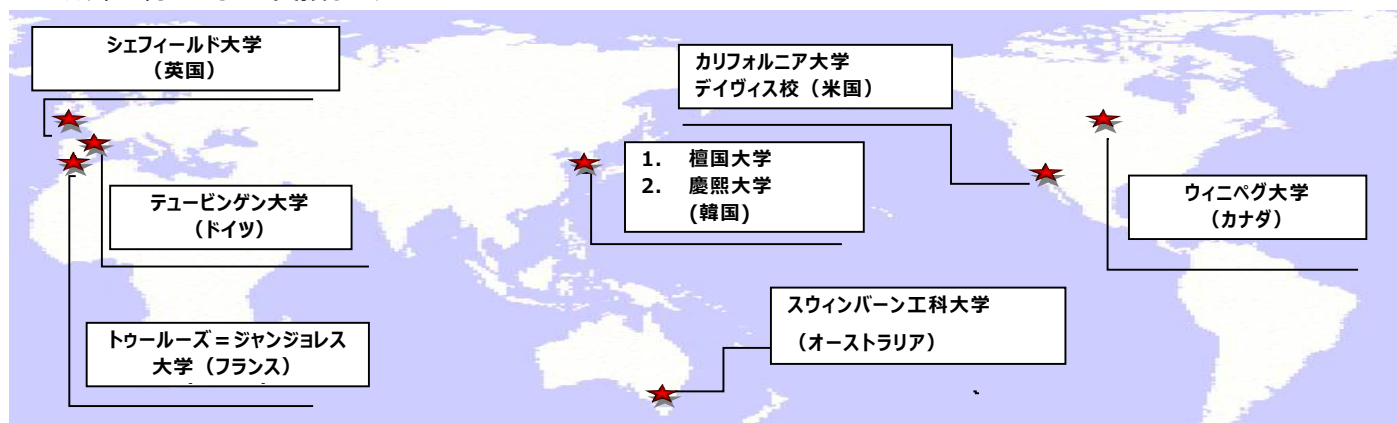 シェフィールド大学
（英国）
カリフォルニア大学
デイヴィス校（米国）
1. 檀国大学
2. 慶熙大学
(韓国)
テュービンゲン大学
（ドイツ）
ウィニペグ大学
（カナダ）
スウィンバーン工科大学
（オーストラリア）
トゥールーズ＝ジャンジョレス
大学（フランス）